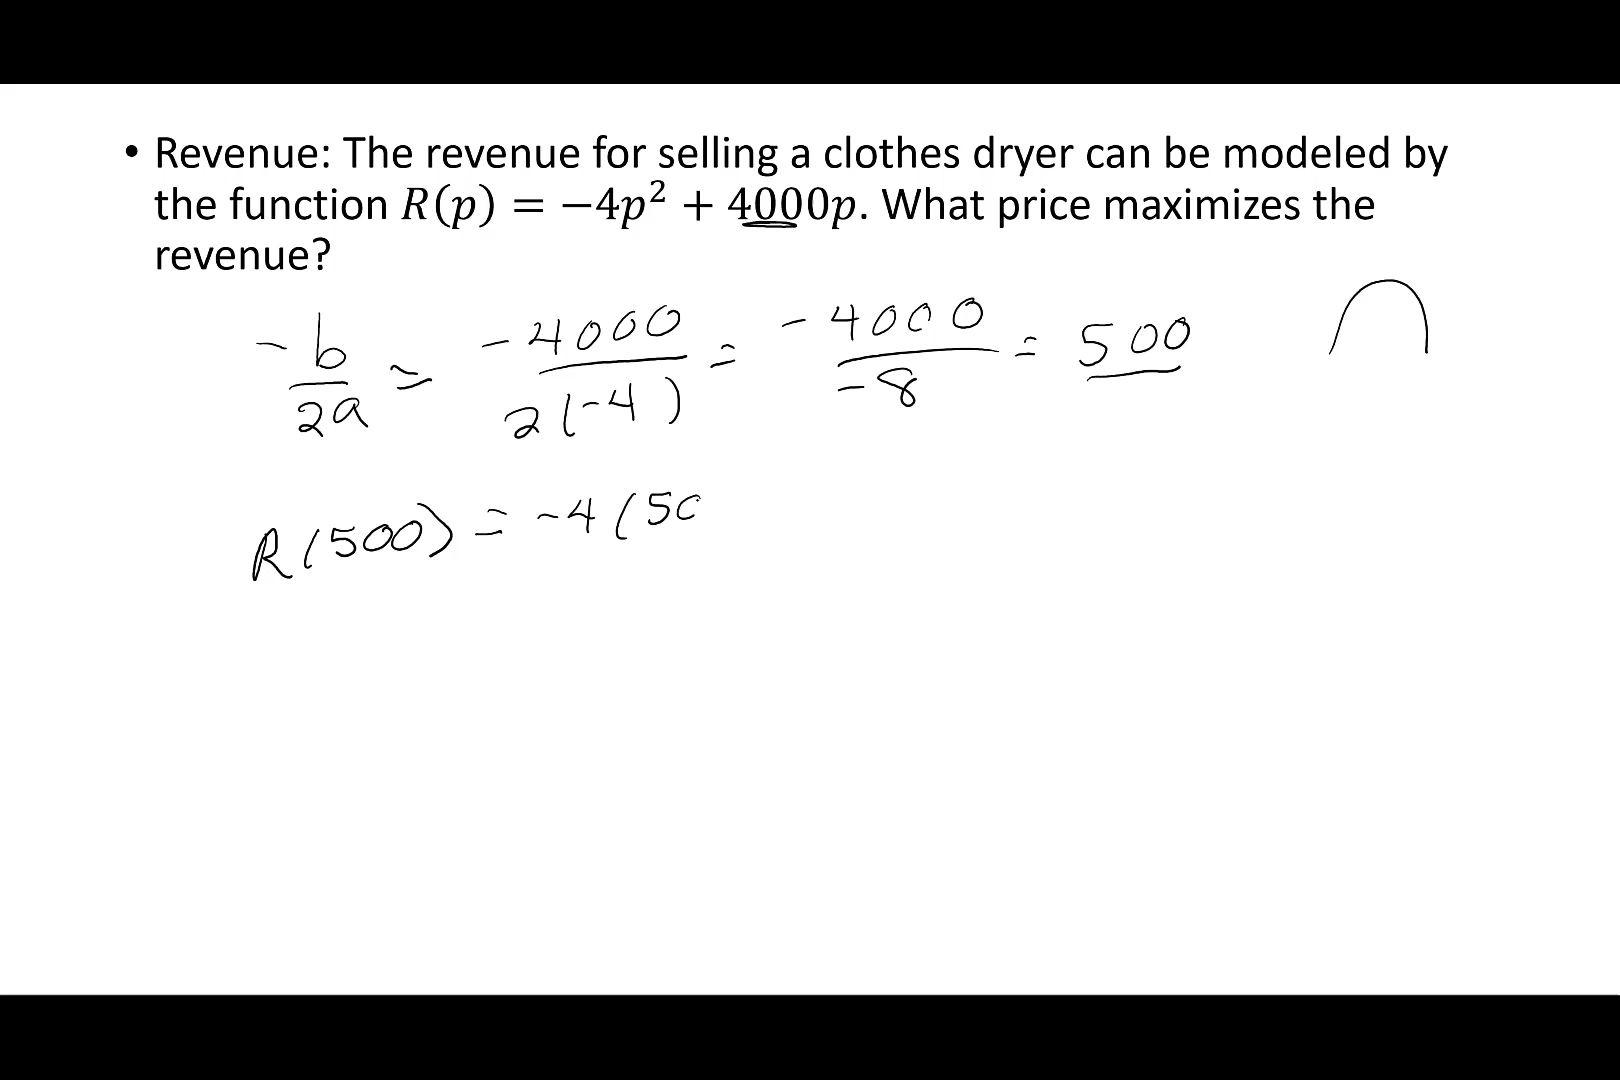 • Revenue: The revenue for selling a clothes dryer can be modeled by
the function R(p) = −4p² + 4000p. What price maximizes the
revenue?
-b/2a = -4000/2(-4) = -4000/-8 = 500
R(500) = -4(50